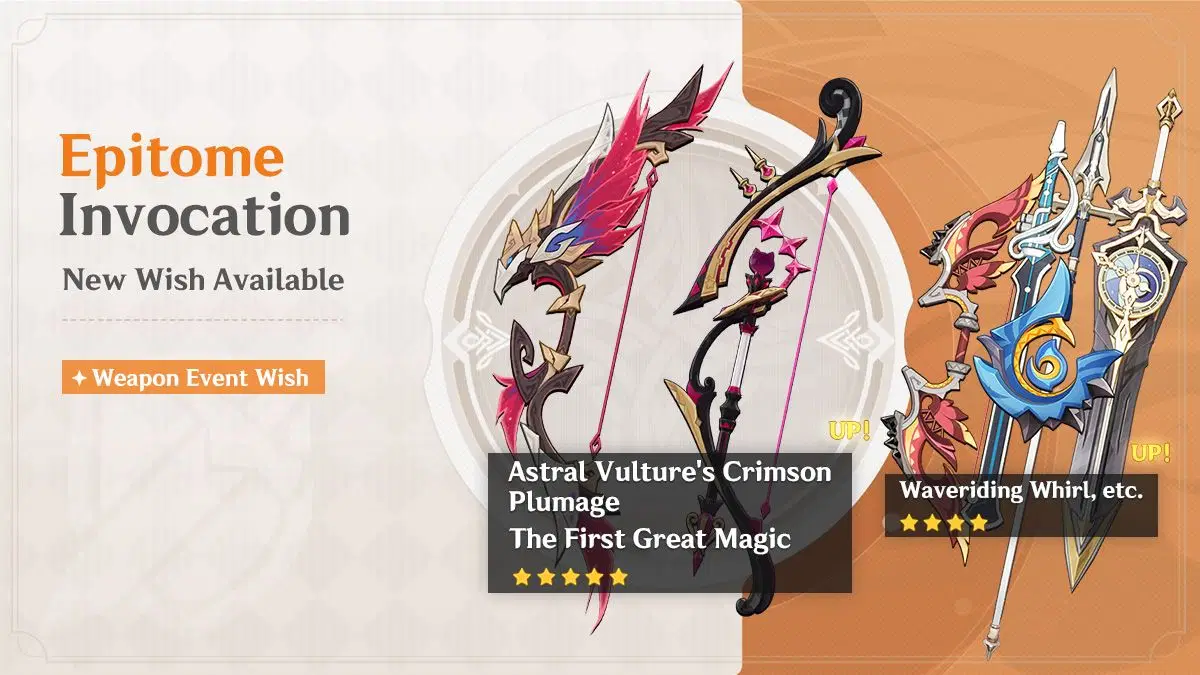 Epitome
Invocation
New Wish Available
Weapon Event Wish
UP!
Astral Vulture's Crimson
Plumage
The First Great Magic
UP!
Waveriding Whirl, etc.